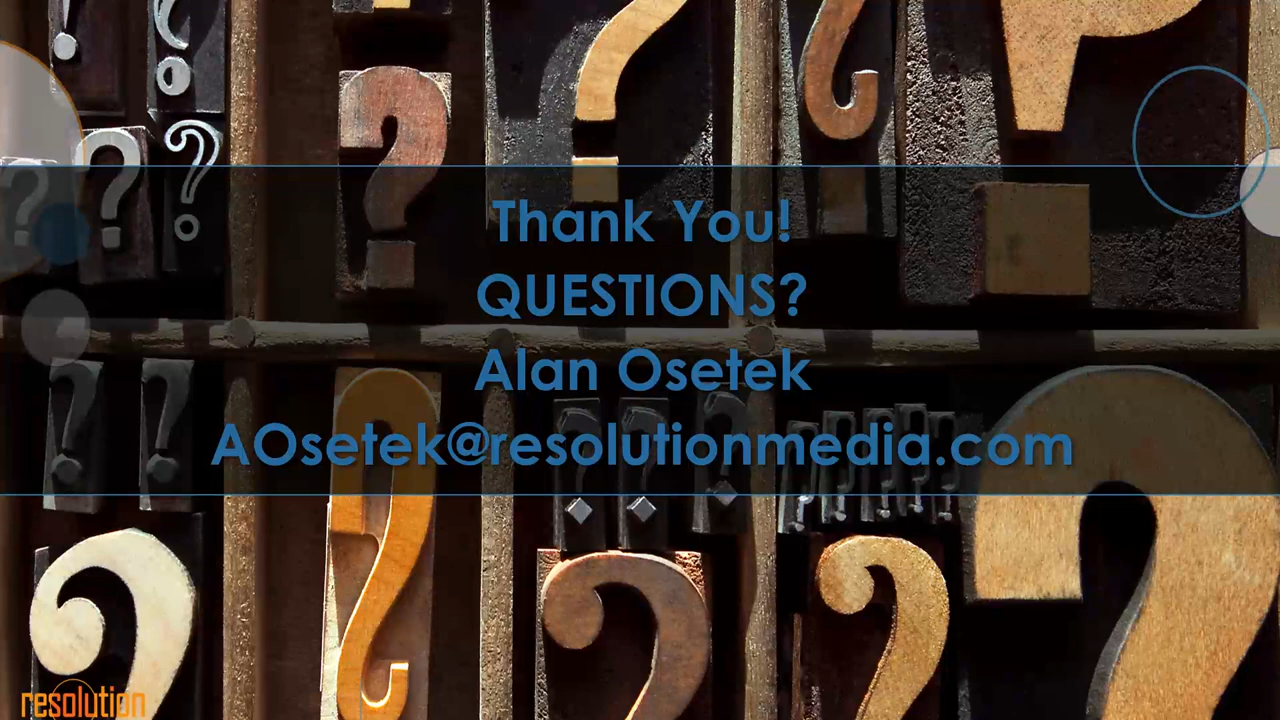 Thank You!
QUESTIONS?
Alan Osetek
AOsetek@resolutionmedia.com
resolution